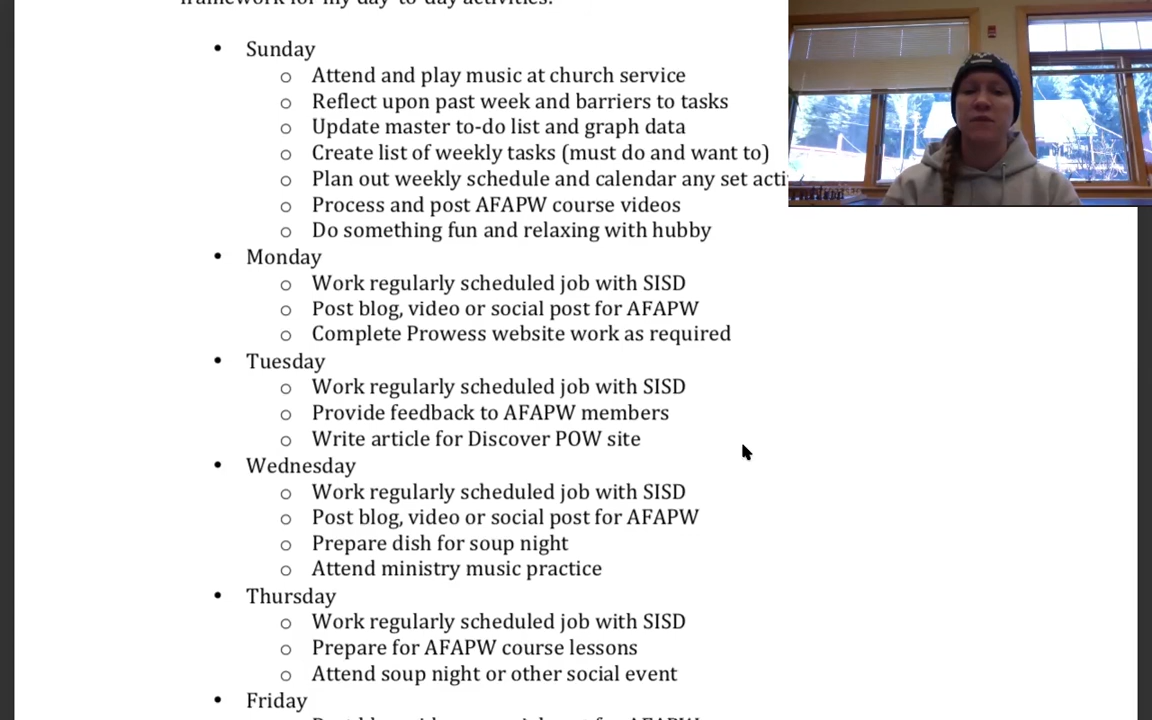 • Sunday
o Attend and play music at church service
o Reflect upon past week and barriers to tasks
o Update master to-do list and graph data
o Create list of weekly tasks (must do and want to)
o Plan out weekly schedule and calendar any set
o Process and post AFAPW course videos
o Do something fun and relaxing with hubby
• Monday
o Work regularly scheduled job with SISD
o Post blog, video or social post for AFAPW
o Complete Prowess website work as required
• Tuesday
o Work regularly scheduled job with SISD
o Provide feedback to AFAPW members
o Write article for Discover POW site
• Wednesday
o Work regularly scheduled job with SISD
o Post blog, video or social post for AFAPW
o Prepare dish for soup night
o Attend ministry music practice
• Thursday
o Work regularly scheduled job with SISD
o Prepare for AFAPW course lessons
o Attend soup night or other social event
• Friday